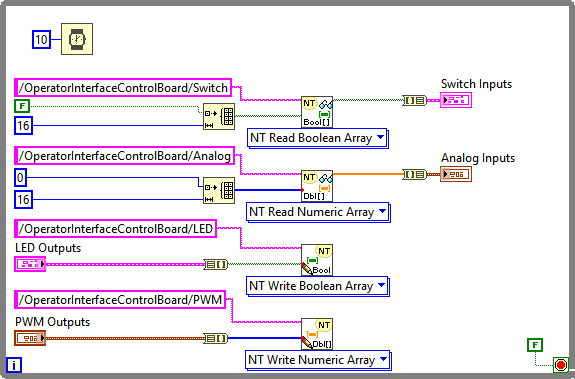 10
/OperatorInterfaceControlBoard/Switch
Switch Inputs
F
16
NT
Bool[]
NT Read Boolean Array
/OperatorInterfaceControlBoard/Analog
Analog Inputs
0
16
NT
Dbl[]
NT Read Numeric Array
/OperatorInterfaceControlBoard/LED
LED Outputs
NT
Bool
NT Write Boolean Array
/OperatorInterfaceControlBoard/PWM
PWM Outputs
NT
Dbl[]
NT Write Numeric Array
F
i